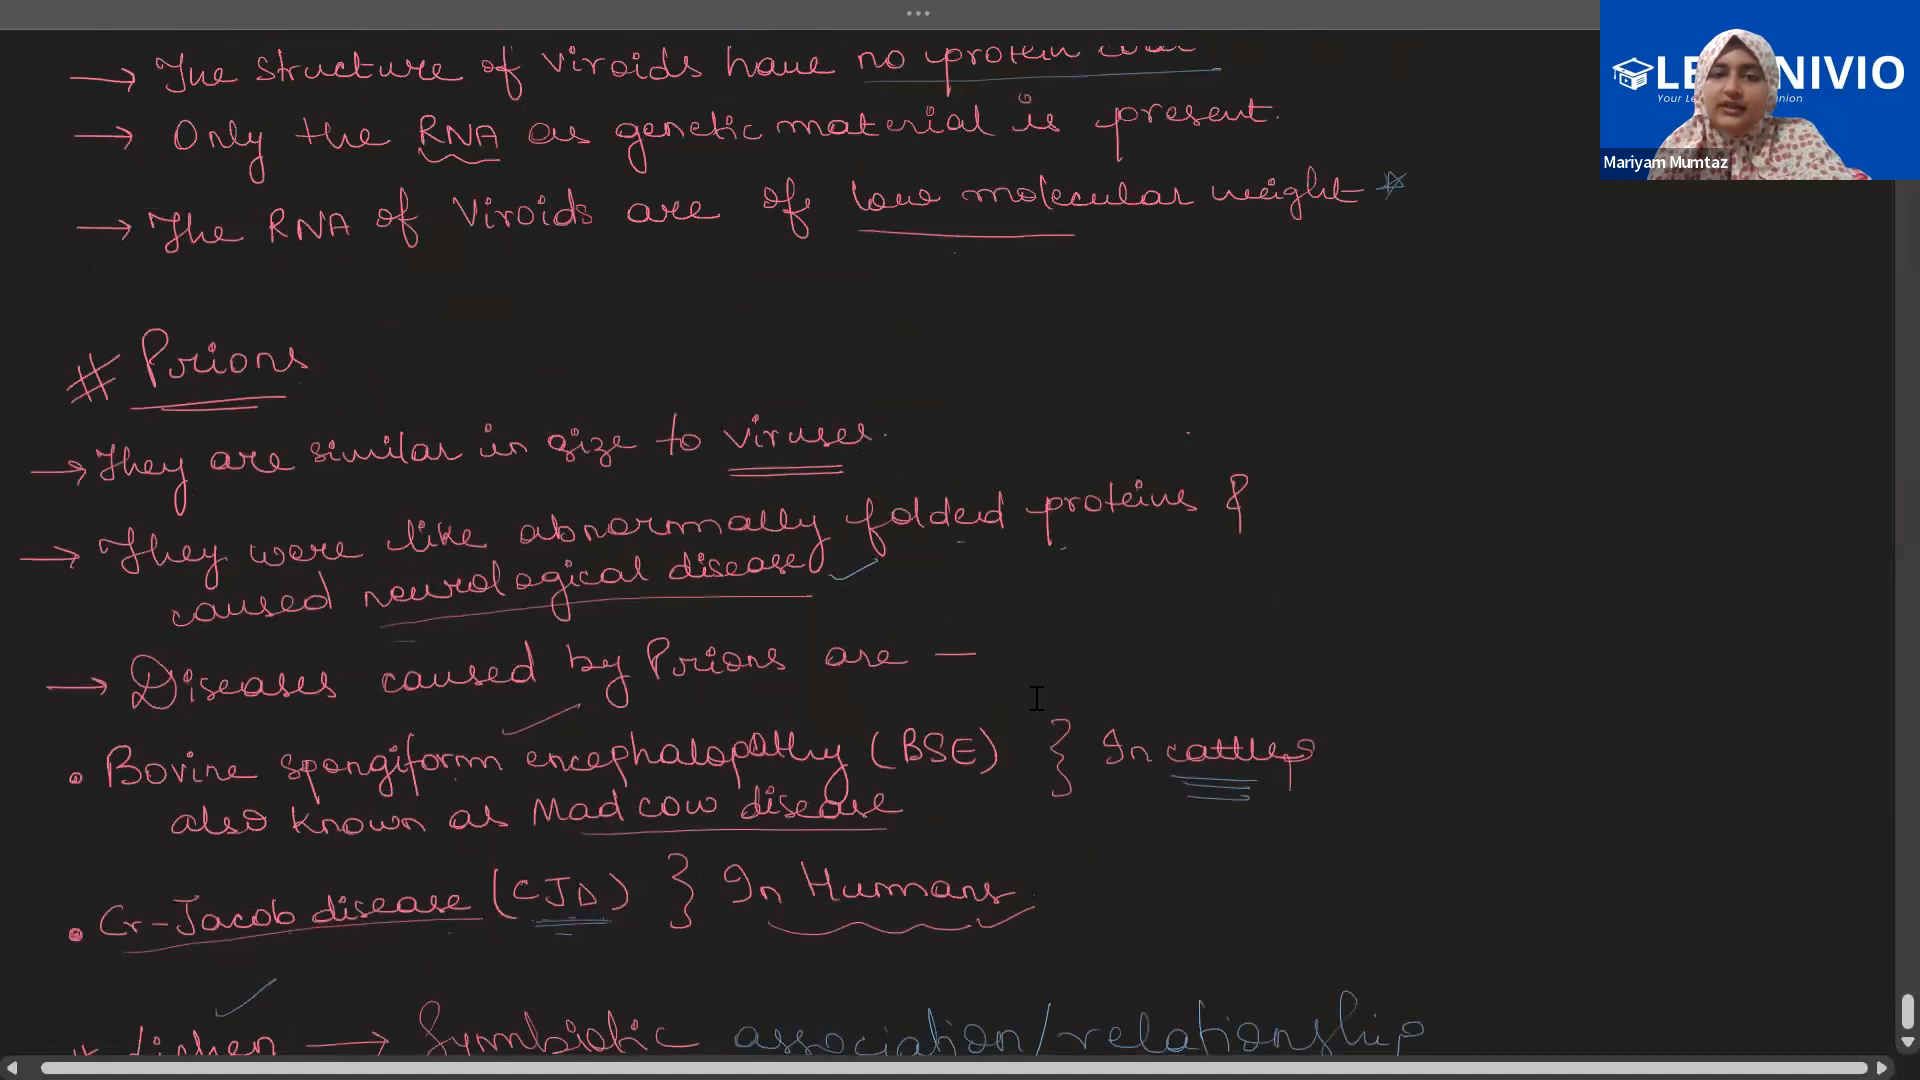 → The structure of viroids have no protein coat
→ Only the RNA as genetic material is present.
→ The RNA of Viroids are of low molecular weight
# Prions
→ They are similar in size to viruses.
→ They were like abnormally folded proteins &
caused neurological disease
→ Diseases caused by Prions are —
• Bovine spongiform encephalopathy (BSE) } In cattles
also known as Mad cow disease
• Cr-Jacob disease (CJD) } In Humans
* Lichen → Symbiotic association/relationship
Mariyam Mumtaz